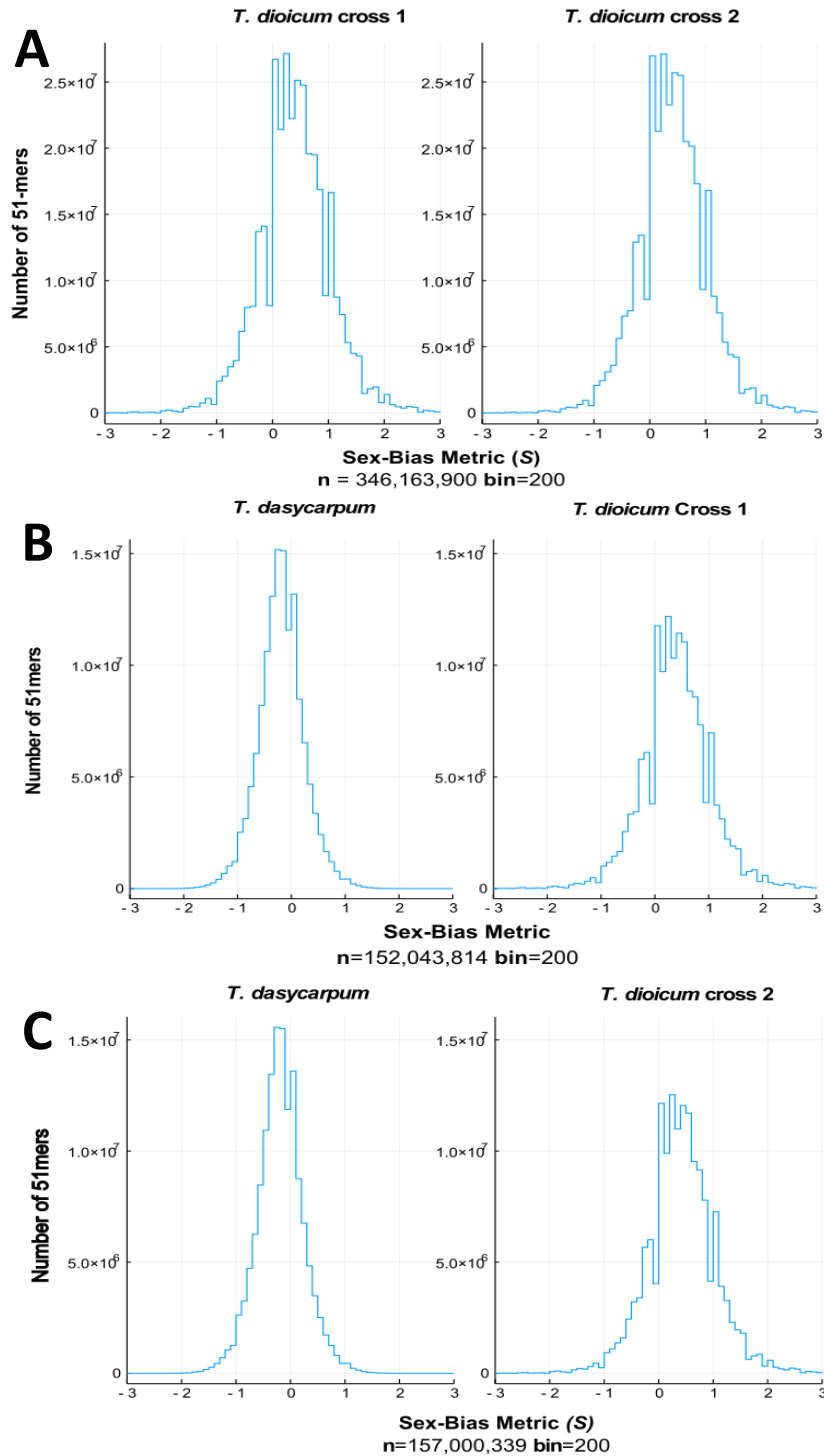 A
T. dioicum cross 1
T. dioicum cross 2
Number of 51-mers
2.5×10⁷
2.0×10⁷
1.5×10⁷
1.0×10⁷
5.0×10⁶
0
-3 -2 -1 0 1 2 3
2.5×10⁷
2.0×10⁷
1.5×10⁷
1.0×10⁷
5.0×10⁶
0
-3 -2 -1 0 1 2 3
Sex-Bias Metric (S)
n = 346,163,900 bin=200
B
T. dasycarpum
T. dioicum Cross 1
Number of 51mers
1.5×10⁷
1.0×10⁷
5.0×10⁶
0
-3 -2 -1 0 1 2 3
1.5×10⁷
1.0×10⁷
5.0×10⁶
0
-3 -2 -1 0 1 2 3
Sex-Bias Metric
n=152,043,814 bin=200
C
T. dasycarpum
T. dioicum cross 2
Number of 51mers
1.5×10⁷
1.0×10⁷
5.0×10⁶
0
-3 -2 -1 0 1 2 3
1.5×10⁷
1.0×10⁷
5.0×10⁶
0
-3 -2 -1 0 1 2 3
Sex-Bias Metric (S)
n=157,000,339 bin=200